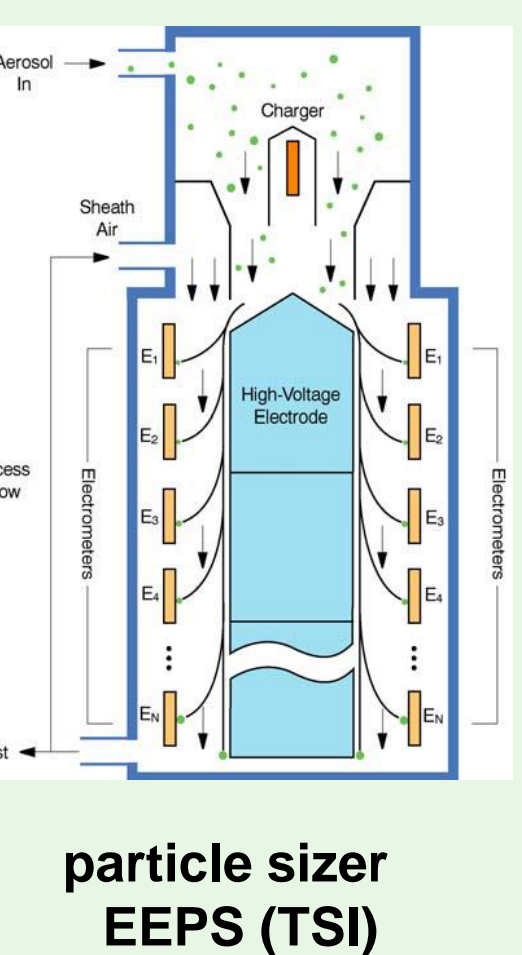 Aerosol
In
Charger
Sheath
Air
E1
E1
High-Voltage
Electrode
E2
E2
Electrometers
Electrometers
E3
E3
E4
E4
EN
EN
particle sizer
EEPS (TSI)